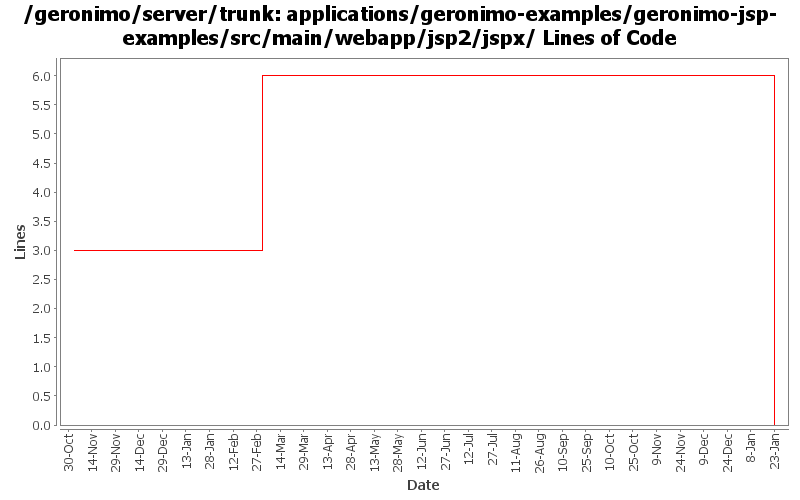 /geronimo/server/trunk: applications/geronimo-examples/geronimo-jsp-
examples/src/main/webapp/jsp2/jspx/ Lines of Code
6.0
5.5
5.0
4.5
4.0
3.5
3.0
2.5
2.0
1.5
1.0
0.5
0.0
Lines
30-Oct
14-Nov
29-Nov
14-Dec
29-Dec
13-Jan
28-Jan
12-Feb
27-Feb
14-Mar
29-Mar
13-Apr
28-Apr
13-May
28-May
12-Jun
27-Jun
12-Jul
27-Jul
11-Aug
26-Aug
10-Sep
25-Sep
10-Oct
25-Oct
9-Nov
24-Nov
9-Dec
24-Dec
8-Jan
23-Jan
Date